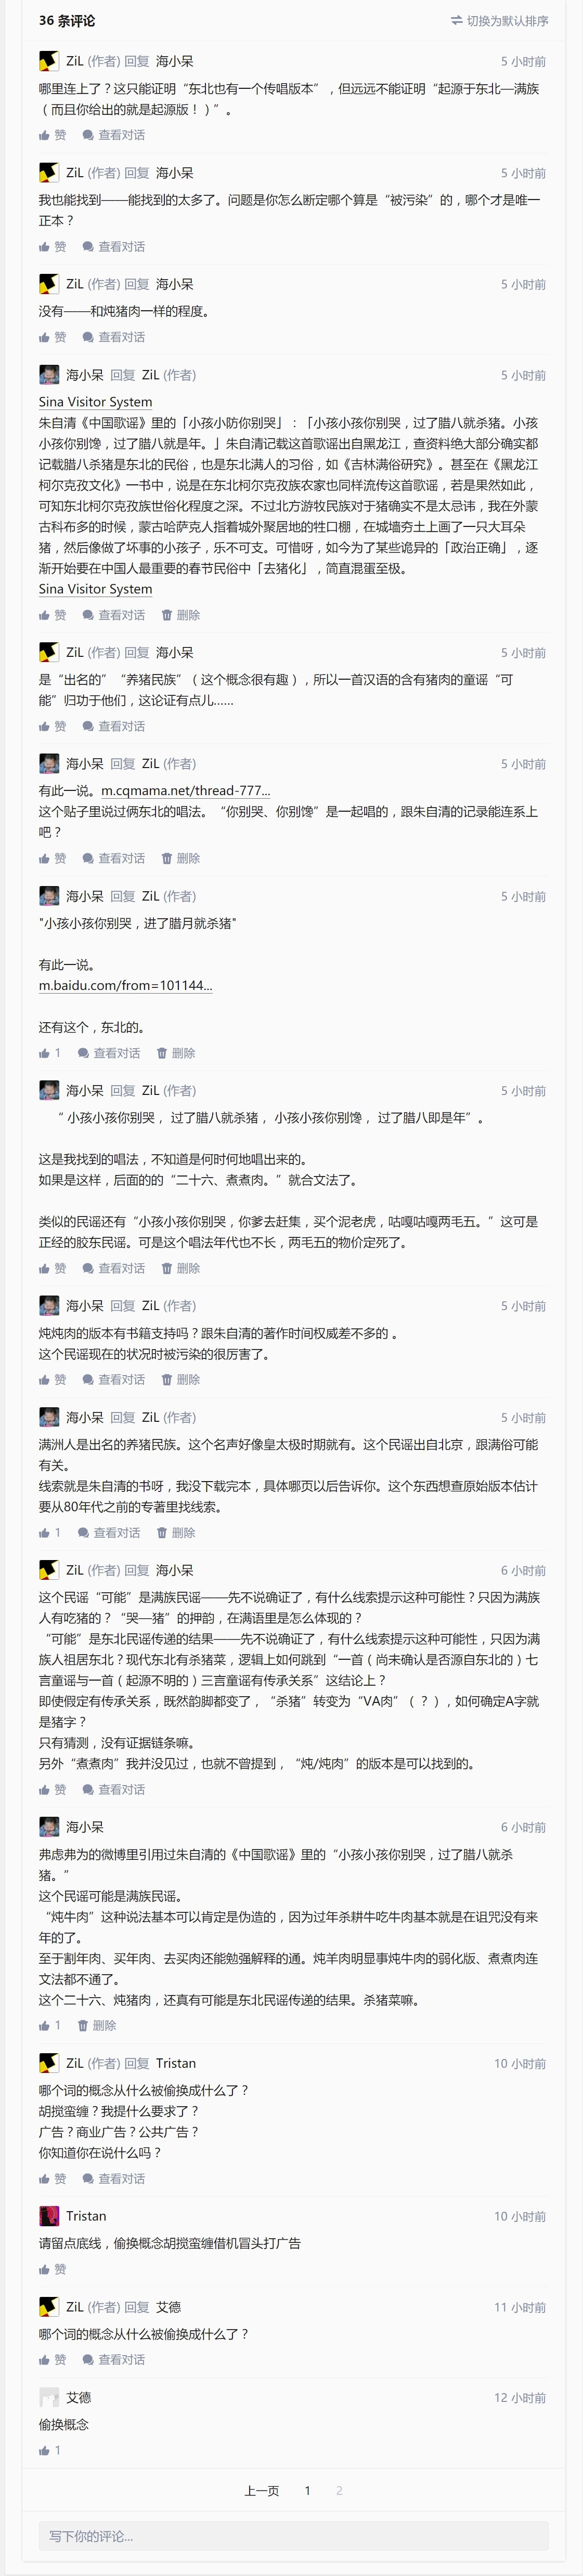 36 条评论
切换为默认排序
ZiL (作者) 回复 海小呆
5 小时前
哪里连上了？这只能证明“东北也有一个传唱版本”，但远远不能证明“起源于东北—满族
（而且你给出的就是起源版！）”。
赞 查看对话
ZiL (作者) 回复 海小呆
5 小时前
我也能找到——能找到的太多了。问题是你怎么断定哪个算是“被污染”的，哪个才是唯一
正本？
赞 查看对话
ZiL (作者) 回复 海小呆
5 小时前
没有——和炖猪肉一样的程度。
赞 查看对话
海小呆 回复 ZiL (作者)
5 小时前
Sina Visitor System
朱自清《中国歌谣》里的「小孩小防你别哭」：「小孩小孩你别哭，过了腊八就杀猪。小孩
小孩你别馋，过了腊八就是年。」朱自清记载这首歌谣出自黑龙江，查资料绝大部分确实都
记载腊八杀猪是东北的民俗，也是东北满人的习俗，如《吉林满俗研究》。甚至在《黑龙江
柯尔克孜文化》一书中，说是在东北柯尔克孜族农家也同样流传这首歌谣，若是果然如此，
可知东北柯尔克孜族世俗化程度之深。不过北方游牧民族对于猪确实不是太忌讳，我在外蒙
古科布多的时候，蒙古哈萨克人指着城外聚居地的牲口棚，在城墙夯土上画了一只大耳朵
猪，然后像做了坏事的小孩子，乐不可支。可惜呀，如今为了某些诡异的「政治正确」，逐
渐开始要在中国人最重要的春节民俗中「去猪化」，简直混蛋至极。
Sina Visitor System
赞 查看对话 删除
ZiL (作者) 回复 海小呆
5 小时前
是“出名的”“养猪民族”（这个概念很有趣），所以一首汉语的含有猪肉的童谣“可
能”归功于他们，这论证有点儿……
赞 查看对话
海小呆 回复 ZiL (作者)
5 小时前
有此一说。m.cqmama.net/thread-777...
这个贴子里说过俩东北的唱法。“你别哭、你别馋”是一起唱的，跟朱自清的记录能连系上
吧？
赞 查看对话 删除
海小呆 回复 ZiL (作者)
5 小时前
"小孩小孩你别哭，进了腊月就杀猪"
有此一说。
m.baidu.com/from=101144...
还有这个，东北的。
1 查看对话 删除
海小呆 回复 ZiL (作者)
5 小时前
“ 小孩小孩你别哭， 过了腊八就杀猪， 小孩小孩你别馋， 过了腊八即是年”。
这是我找到的唱法，不知道是何时何地唱出来的。
如果是这样，后面的的“二十六、煮煮肉。”就合文法了。
类似的民谣还有“小孩小孩你别哭，你爹去赶集，买个泥老虎，咕嘎咕嘎两毛五。”这可是
正经的胶东民谣。可是这个唱法年代也不长，两毛五的物价定死了。
赞 查看对话 删除
海小呆 回复 ZiL (作者)
5 小时前
炖炖肉的版本有书籍支持吗？跟朱自清的著作时间权威差不多的 。
这个民谣现在的状况时被污染的很厉害了。
赞 查看对话 删除
海小呆 回复 ZiL (作者)
5 小时前
满洲人是出名的养猪民族。这个名声好像皇太极时期就有。这个民谣出自北京，跟满俗可能
有关。
线索就是朱自清的书呀，我没下载完本，具体哪页以后告诉你。这个东西想查原始版本估计
要从80年代之前的专著里找线索。
1 查看对话 删除
ZiL (作者) 回复 海小呆
6 小时前
这个民谣“可能”是满族民谣——先不说确证了，有什么线索提示这种可能性？只因为满族
人有吃猪的？“哭—猪”的押韵，在满语里是怎么体现的？
“可能”是东北民谣传递的结果——先不说确证了，有什么线索提示这种可能性，只因为满
族人祖居东北？现代东北有杀猪菜，逻辑上如何跳到“一首（尚未确认是否源自东北的）七
言童谣与一首（起源不明的）三言童谣有传承关系”这结论上？
即使假定有传承关系，既然韵脚都变了，“杀猪”转变为“VA肉”（？），如何确定A字就
是猪字？
只有猜测，没有证据链条嘛。
另外“煮煮肉”我并没见过，也就不曾提到，“炖/炖肉”的版本是可以找到的。
赞 查看对话
海小呆
6 小时前
弗虑弗为的微博里引用过朱自清的《中国歌谣》里的“小孩小孩你别哭，过了腊八就杀
猪。”
这个民谣可能是满族民谣。
“炖牛肉”这种说法基本可以肯定是伪造的，因为过年杀耕牛吃牛肉基本就是在诅咒没有来
年的了。
至于割年肉、买年肉、去买肉还能勉强解释的通。炖羊肉明显事炖牛肉的弱化版、煮煮肉连
文法都不通了。
这个二十六、炖猪肉，还真有可能是东北民谣传递的结果。杀猪菜嘛。
1 删除
ZiL (作者) 回复 Tristan
10 小时前
哪个词的概念从什么被偷换成什么了？
胡搅蛮缠？我提什么要求了？
广告？商业广告？公共广告？
你知道你在说什么吗？
赞 查看对话
Tristan
10 小时前
请留点底线，偷换概念胡搅蛮缠借机冒头打广告
赞
ZiL (作者) 回复 艾德
11 小时前
哪个词的概念从什么被偷换成什么了？
赞 查看对话
艾德
12 小时前
偷换概念
1
上一页 1 2
写下你的评论...